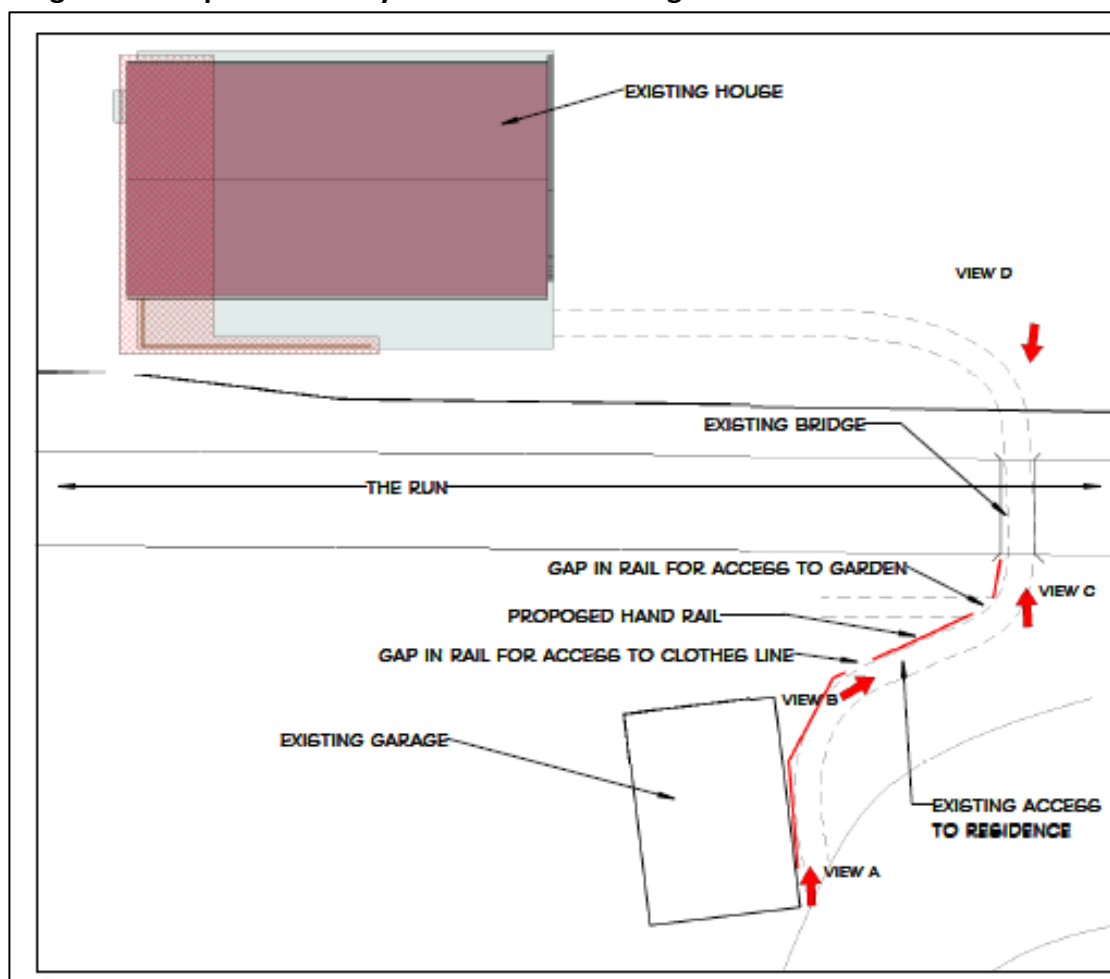 EXISTING HOUSE
VIEW D
EXISTING BRIDGE
THE RUN
GAP IN RAIL FOR ACCESS TO GARDEN
VIEW C
PROPOSED HAND RAIL
GAP IN RAIL FOR ACCESS TO CLOTHES LINE
VIEW B
EXISTING GARAGE
EXISTING ACCESS
TO RESIDENCE
VIEW A